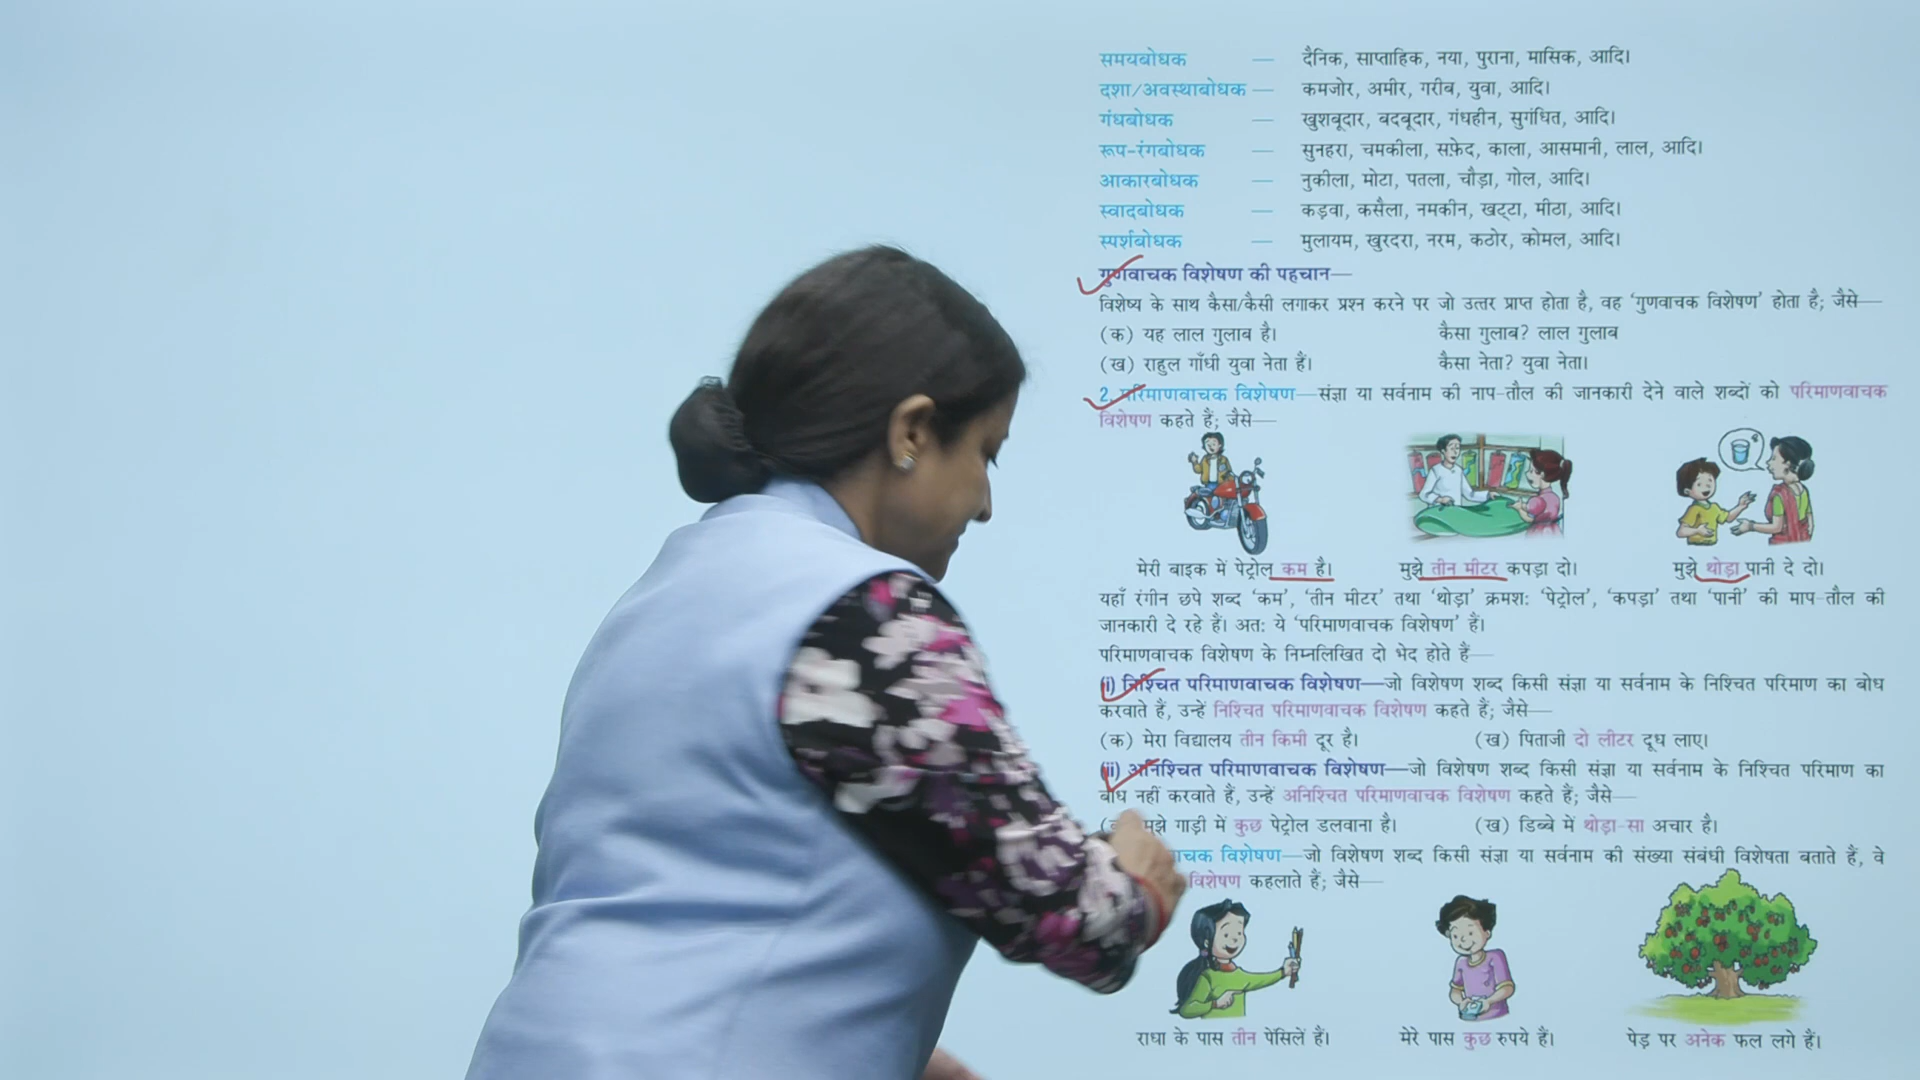 समयबोधक — दैनिक, साप्ताहिक, नया, पुराना, मासिक, आदि।
दशा/अवस्थाबोधक — कमजोर, अमीर, गरीब, युवा, आदि।
गंधबोधक — खुशबूदार, बदबूदार, गंधहीन, सुगंधित, आदि।
रूप-रंगबोधक — सुनहरा, चमकीला, सफ़ेद, काला, आसमानी, लाल, आदि।
आकारबोधक — नुकीला, मोटा, पतला, चौड़ा, गोल, आदि।
स्वादबोधक — कड़वा, कसैला, नमकीन, खट्टा, मीठा, आदि।
स्पर्शबोधक — मुलायम, खुरदरा, नरम, कठोर, कोमल, आदि।
गुणवाचक विशेषण की पहचान—
विशेष्य के साथ कैसा/कैसी लगाकर प्रश्न करने पर जो उत्तर प्राप्त होता है, वह ‘गुणवाचक विशेषण’ होता है; जैसे—
(क) यह लाल गुलाब है। कैसा गुलाब? लाल गुलाब
(ख) राहुल गाँधी युवा नेता हैं। कैसा नेता? युवा नेता।
2. परिमाणवाचक विशेषण—संज्ञा या सर्वनाम की नाप-तौल की जानकारी देने वाले शब्दों को परिमाणवाचक
विशेषण कहते हैं; जैसे—
मेरी बाइक में पेट्रोल कम है। मुझे तीन मीटर कपड़ा दो। मुझे थोड़ा पानी दे दो।
यहाँ रंगीन छपे शब्द ‘कम’, ‘तीन मीटर’ तथा ‘थोड़ा’ क्रमश: ‘पेट्रोल’, ‘कपड़ा’ तथा ‘पानी’ की माप-तौल की
जानकारी दे रहे हैं। अत: ये ‘परिमाणवाचक विशेषण’ हैं।
परिमाणवाचक विशेषण के निम्नलिखित दो भेद होते हैं—
(i) निश्चित परिमाणवाचक विशेषण—जो विशेषण शब्द किसी संज्ञा या सर्वनाम के निश्चित परिमाण का बोध
करवाते हैं, उन्हें निश्चित परिमाणवाचक विशेषण कहते हैं; जैसे—
(क) मेरा विद्यालय तीन किमी दूर है। (ख) पिताजी दो लीटर दूध लाए।
(ii) अनिश्चित परिमाणवाचक विशेषण—जो विशेषण शब्द किसी संज्ञा या सर्वनाम के निश्चित परिमाण का
बोध नहीं करवाते हैं, उन्हें अनिश्चित परिमाणवाचक विशेषण कहते हैं; जैसे—
मुझे गाड़ी में कुछ पेट्रोल डलवाना है। (ख) डिब्बे में थोड़ा-सा अचार है।
विशेषण—जो विशेषण शब्द किसी संज्ञा या सर्वनाम की संख्या संबंधी विशेषता बताते हैं, वे
विशेषण कहलाते हैं; जैसे—
राधा के पास तीन पेंसिलें हैं। मेरे पास कुछ रुपये हैं। पेड़ पर अनेक फल लगे हैं।